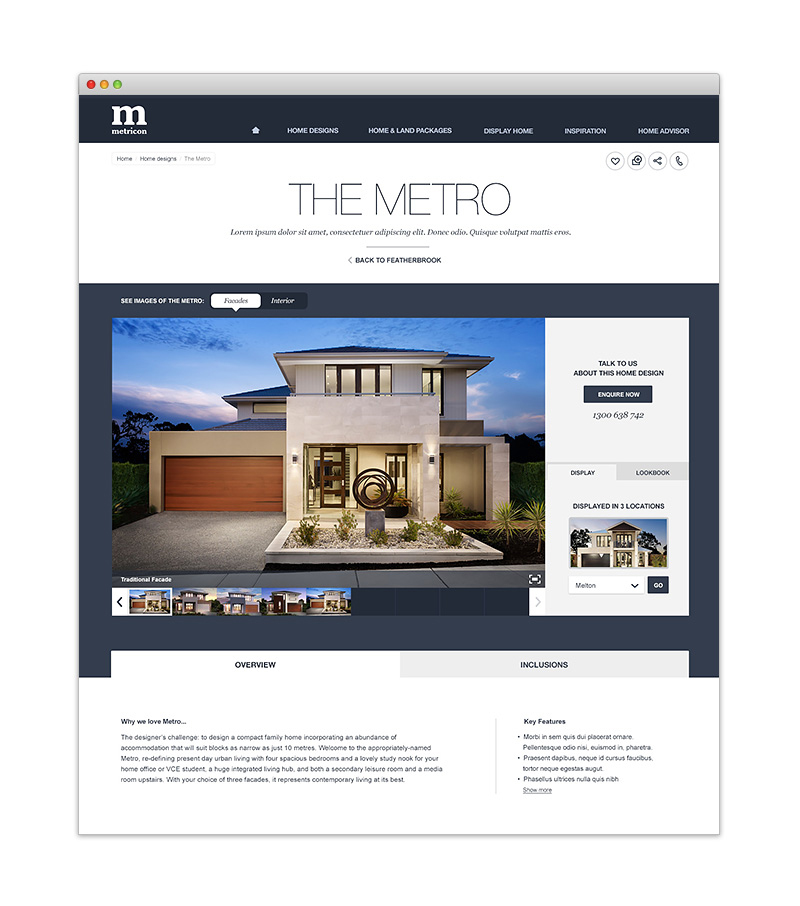 m
metricon
HOME DESIGNS
HOME & LAND PACKAGES
DISPLAY HOME
INSPIRATION
HOME ADVISOR
Home / Home designs / The Metro
THE METRO
Lorem ipsum dolor sit amet, consectetuer adipiscing elit. Donec odio. Quisque volutpat mattis eros.
BACK TO FEATHERBROOK
SEE IMAGES OF THE METRO:
Facades
Interior
TALK TO US
ABOUT THIS HOME DESIGN
ENQUIRE NOW
1300 638 742
DISPLAY
LOOKBOOK
DISPLAYED IN 3 LOCATIONS
Melton
GO
Traditional Facade
OVERVIEW
INCLUSIONS
Why we love Metro...
The designer's challenge: to design a compact family home incorporating an abundance of
accommodation that will suit blocks as narrow as just 10 metres. Welcome to the appropriately-named
Metro, re-defining present day urban living with four spacious bedrooms and a lovely study nook for your
home office or VCE student, a huge integrated living hub, and both a secondary leisure room and a media
room upstairs. With your choice of three facades, it represents contemporary living at its best.
Key Features
• Morbi in sem quis dui placerat ornare.
Pellentesque odio nisi, euismod in, pharetra.
• Praesent dapibus, neque id cursus faucibus,
tortor neque egestas augut.
• Phasellus ultrices nulla quis nibh
Show more